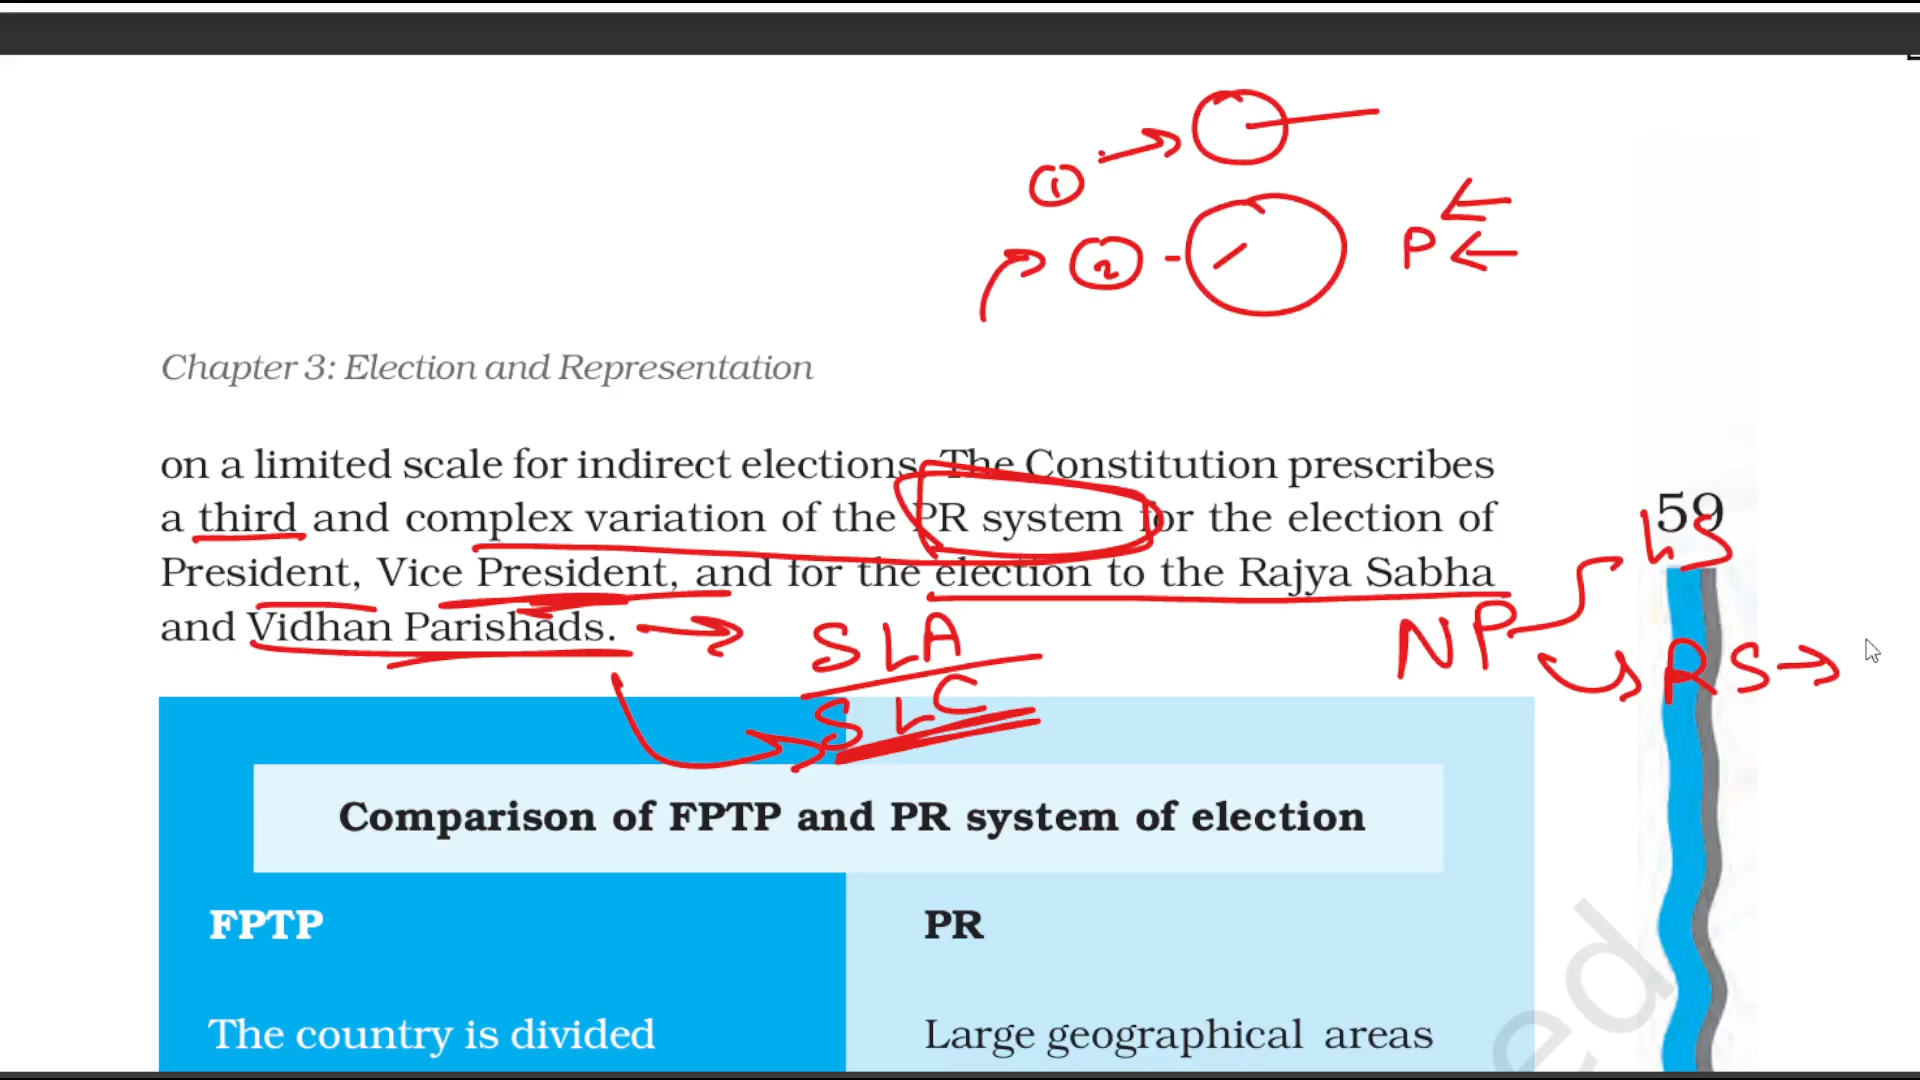 1
2
P
Chapter 3: Election and Representation
on a limited scale for indirect elections. The Constitution prescribes
a third and complex variation of the PR system for the election of
59
LS
President, Vice President, and for the election to the Rajya Sabha
and Vidhan Parishads.
SLA
NP
RS
SLC
Comparison of FPTP and PR system of election
FPTP
PR
The country is divided
Large geographical areas
ed